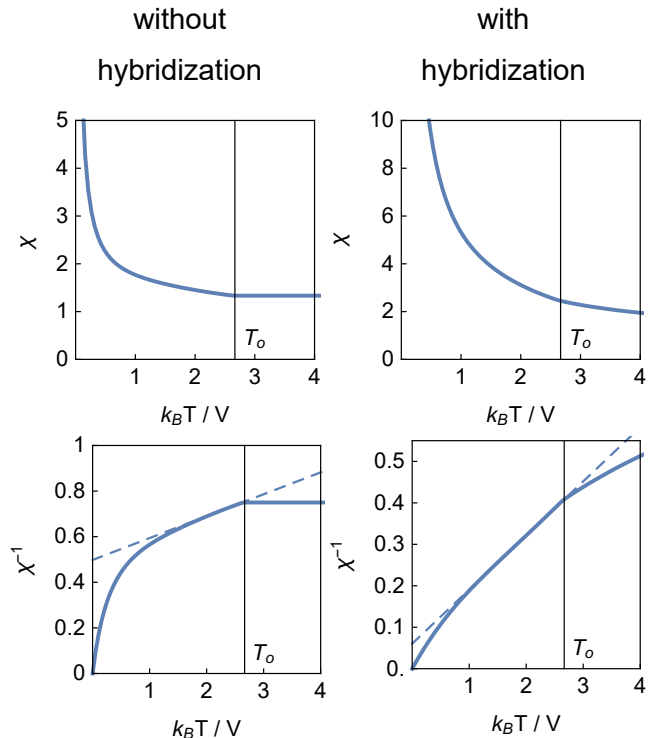 without
hybridization
with
hybridization
5
4
3
2
1
0
χ
T_o
1 2 3 4
k_BT / V
10
8
6
4
2
0
χ
T_o
1 2 3 4
k_BT / V
1
0.8
0.6
0.4
0.2
0
χ⁻¹
T_o
0 1 2 3 4
k_BT / V
0.5
0.4
0.3
0.2
0.1
0.
χ⁻¹
T_o
0 1 2 3 4
k_BT / V